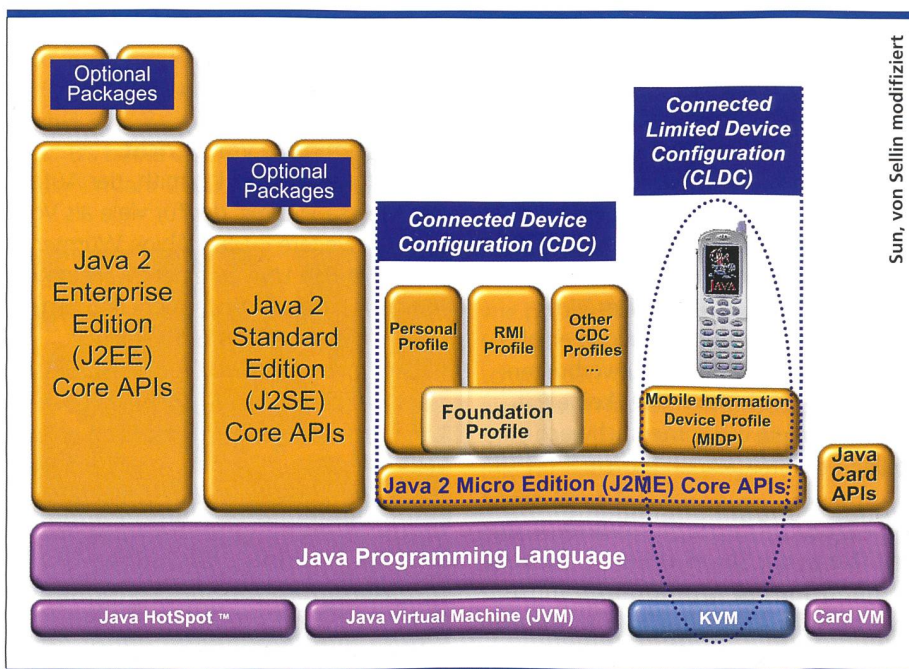 Optional
Packages
Java 2
Enterprise
Edition
(J2EE)
Core APIs
Optional
Packages
Java 2
Standard
Edition
(J2SE)
Core APIs
Connected Device
Configuration (CDC)
Personal
Profile
RMI
Profile
Other
CDC
Profiles
...
Foundation
Profile
Connected
Limited Device
Configuration
(CLDC)
JAVA
Mobile Information
Device Profile
(MIDP)
Java 2 Micro Edition (J2ME) Core APIs
Java
Card
APIs
Java Programming Language
Java HotSpot ™
Java Virtual Machine (JVM)
KVM
Card VM
Sun, von Sellin modifiziert